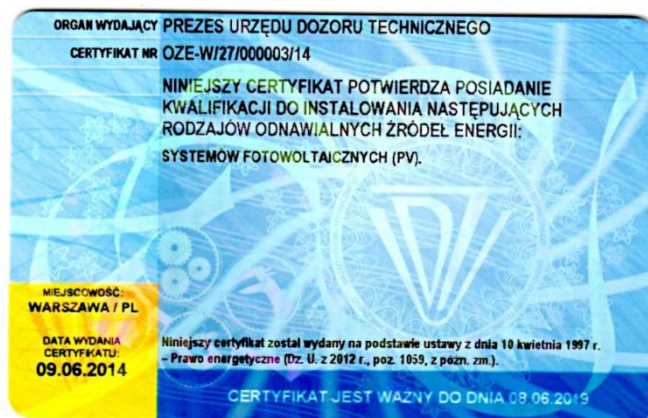 ORGAN WYDAJĄCY PREZES URZĘDU DOZORU TECHNICZNEGO
CERTYFIKAT NR OZE-W/27/000003/14
NINIEJSZY CERTYFIKAT POTWIERDZA POSIADANIE
KWALIFIKACJI DO INSTALOWANIA NASTĘPUJĄCYCH
RODZAJÓW ODNAWIALNYCH ŹRÓDEŁ ENERGII:
SYSTEMÓW FOTOWOLTAICZNYCH (PV).
MIEJSCOWOŚĆ:
WARSZAWA / PL
DATA WYDANIA
CERTYFIKATU:
09.06.2014
Niniejszy certyfikat został wydany na podstawie ustawy z dnia 10 kwietnia 1997 r.
– Prawo energetyczne (Dz. U. z 2012 r., poz. 1059, z późn. zm.).
CERTYFIKAT JEST WAŻNY DO DNIA 08.06.2019